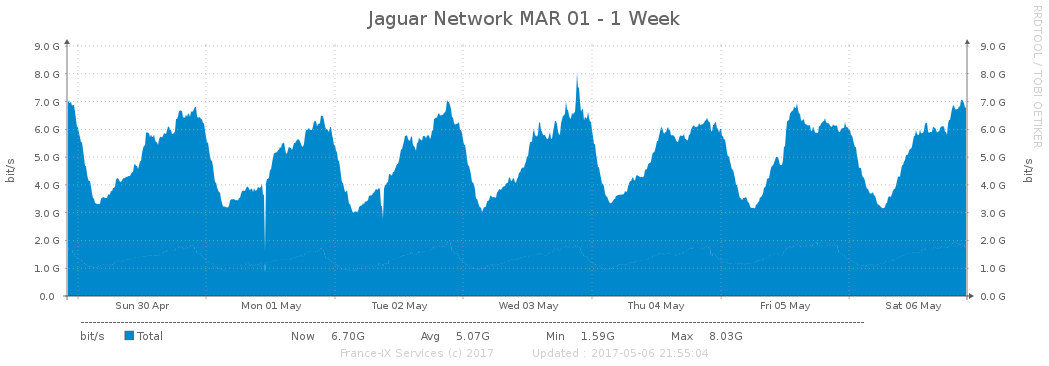 Jaguar Network MAR 01 - 1 Week
RRDTOOL / TOBI OETIKER
bit/s
9.0 G 9.0 G
8.0 G 8.0 G
7.0 G 7.0 G
6.0 G 6.0 G
5.0 G 5.0 G
4.0 G 4.0 G
3.0 G 3.0 G
2.0 G 2.0 G
1.0 G 1.0 G
0.0 0.0 G
bit/s
Sun 30 Apr Mon 01 May Tue 02 May Wed 03 May Thu 04 May Fri 05 May Sat 06 May
bit/s Total Now 6.70G Avg 5.07G Min 1.59G Max 8.03G
France-IX Services (c) 2017 Updated : 2017-05-06 21:55:04